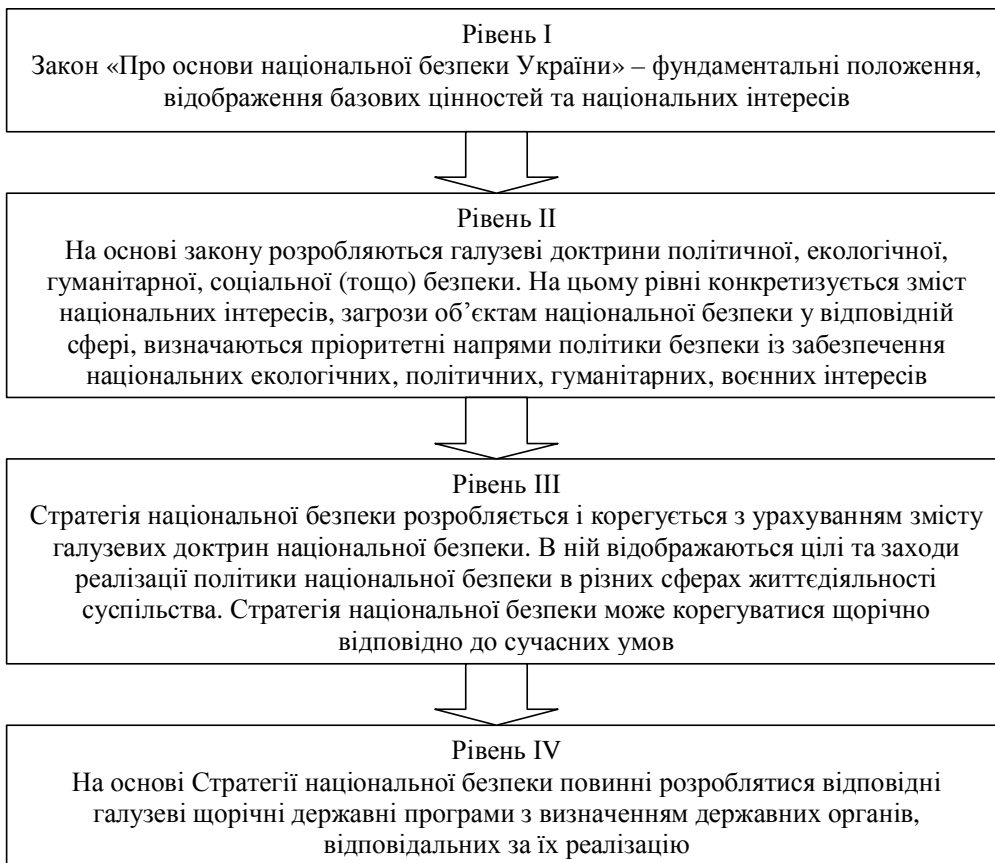 Рівень I
Закон «Про основи національної безпеки України» – фундаментальні положення,
відображення базових цінностей та національних інтересів
Рівень II
На основі закону розробляються галузеві доктрини політичної, екологічної,
гуманітарної, соціальної (тощо) безпеки. На цьому рівні конкретизується зміст
національних інтересів, загрози об’єктам національної безпеки у відповідній
сфері, визначаються пріоритетні напрями політики безпеки із забезпечення
національних екологічних, політичних, гуманітарних, воєнних інтересів
Рівень III
Стратегія національної безпеки розробляється і корегується з урахуванням змісту
галузевих доктрин національної безпеки. В ній відображаються цілі та заходи
реалізації політики національної безпеки в різних сферах життєдіяльності
суспільства. Стратегія національної безпеки може корегуватися щорічно
відповідно до сучасних умов
Рівень IV
На основі Стратегії національної безпеки повинні розроблятися відповідні
галузеві щорічні державні програми з визначенням державних органів,
відповідальних за їх реалізацію